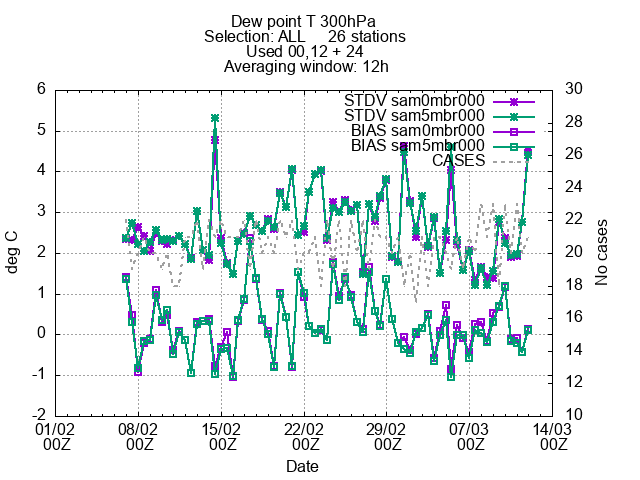 Dew point T 300hPa
Selection: ALL     26 stations
Used 00,12 + 24
Averaging window: 12h
STDV sam0mbr000
STDV sam5mbr000
BIAS sam0mbr000
BIAS sam5mbr000
CASES
6
5
4
3
2
1
0
-1
-2
deg C
30
28
26
24
22
20
18
16
14
12
10
No cases
01/02 08/02 15/02 22/02 29/02 07/03 14/03
00Z 00Z 00Z 00Z 00Z 00Z 00Z
Date